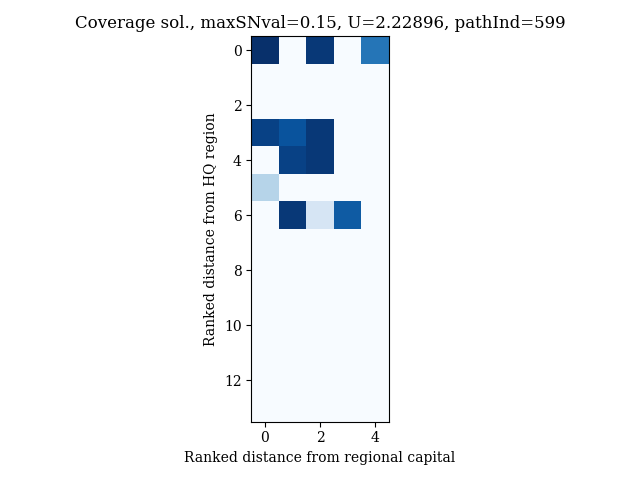 Coverage sol., maxSNval=0.15, U=2.22896, pathInd=599
0
2
4
6
8
10
12
Ranked distance from HQ region
0 2 4
Ranked distance from regional capital